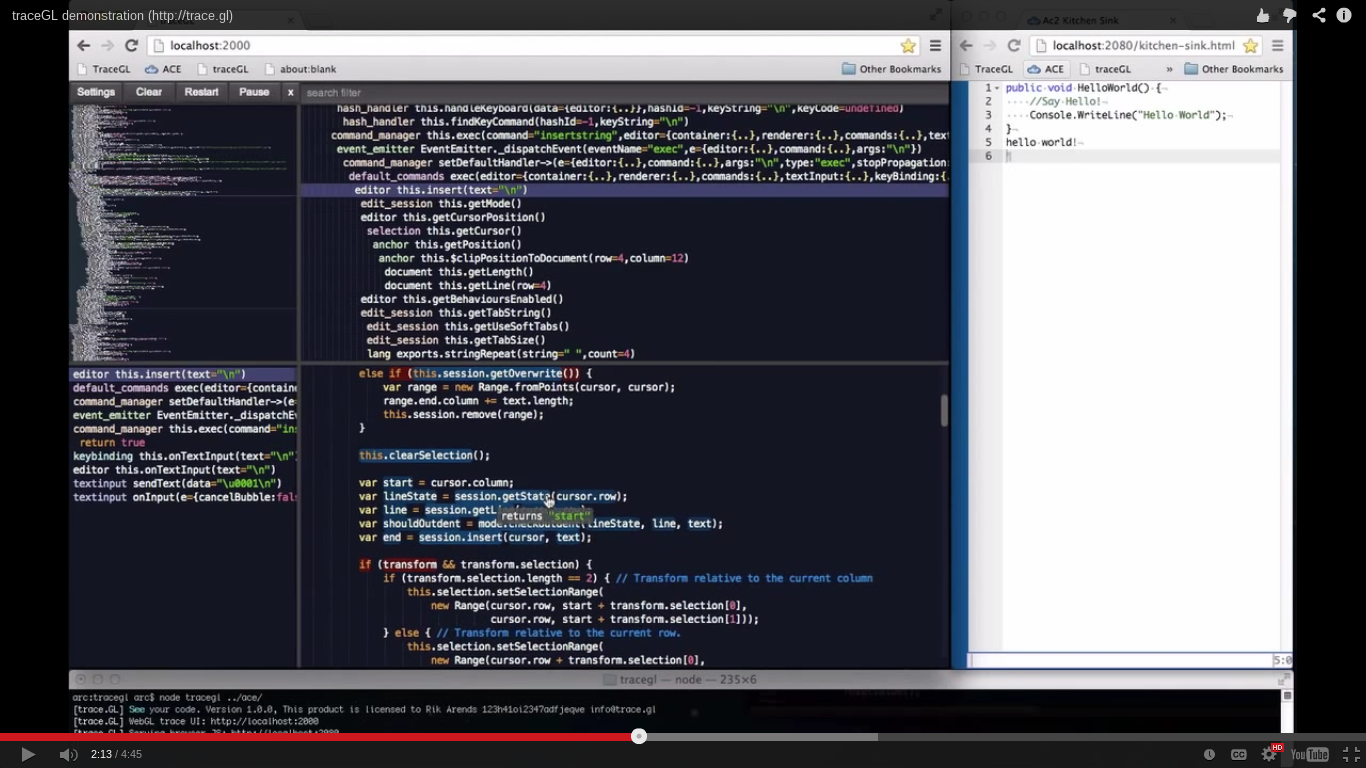 traceGL demonstration (http://trace.gl)
Ac2 Kitchen Sink
localhost:2000
localhost:2080/kitchen-sink.html
TraceGL ACE traceGL about:blank Other Bookmarks
TraceGL ACE traceGL » Other Bookmarks
Settings Clear Restart Pause x search filter
hash_handler this.handleKeyboard(data={editor:{..},hashId=-1,keyString="\n",keyCode=undefined)
hash_handler this.findKeyCommand(hashId=-1,keyString="\n")
command_manager this.exec(command="insertstring",editor={container:{..},renderer:{..},commands:{..},text
event_emitter EventEmitter._dispatchEvent(eventName="exec",e={editor:{..},command:{..},args:"\n"})
command_manager setDefaultHandler->(e={editor:{..},command:{..},args:"\n",type:"exec",stopPropagation:
default_commands exec(editor={container:{..},renderer:{..},commands:{..},textInput:{..},keyBinding:{.
editor this.insert(text="\n")
edit_session this.getMode()
editor this.getCursorPosition()
selection this.getCursor()
anchor this.getPosition()
anchor this.$clipPositionToDocument(row=4,column=12)
document this.getLength()
document this.getLine(row=4)
editor this.getBehavioursEnabled()
edit_session this.getTabString()
edit_session this.getUseSoftTabs()
edit_session this.getTabSize()
lang exports.stringRepeat(string=" ",count=4)
1 public void HelloWorld() {
2 //Say Hello!
3 Console.WriteLine("Hello World");
4 }
5 hello world!
6
editor this.insert(text="\n")
default_commands exec(editor={containe
command_manager setDefaultHandler->(e=
event_emitter EventEmitter._dispatchEv
command_manager this.exec(command="ins
return true
keybinding this.onTextInput(text="\n")
editor this.onTextInput(text="\n")
textinput sendText(data="\u0001\n")
textinput onInput(e={cancelBubble:fals
else if (this.session.getOverwrite()) {
var range = new Range.fromPoints(cursor, cursor);
range.end.column += text.length;
this.session.remove(range);
}
this.clearSelection();
var start = cursor.column;
var lineState = session.getState(cursor.row);
var line = session.getL
returns "start"
var shouldOutdent = mode.checkOutdent(lineState, line, text);
var end = session.insert(cursor, text);
if (transform && transform.selection) {
if (transform.selection.length == 2) { // Transform relative to the current column
this.selection.setSelectionRange(
new Range(cursor.row, start + transform.selection[0],
cursor.row, start + transform.selection[1]));
} else { // Transform relative to the current row.
this.selection.setSelectionRange(
new Range(cursor.row + transform.selection[0],
5:0
tracegl — node — 235×6
arc:tracegl arc$ node tracegl ../ace/
[trace.GL] See your code. Version 1.0.0, This product is licensed to Rik Arends 123h41oi2347adfjeqwe info@trace.gl
[trace.GL] WebGL trace UI: http://localhost:2000
[trace.GL] Serving browser JS: http://localhost:2080
2:13 / 4:45
CC HD YouTube